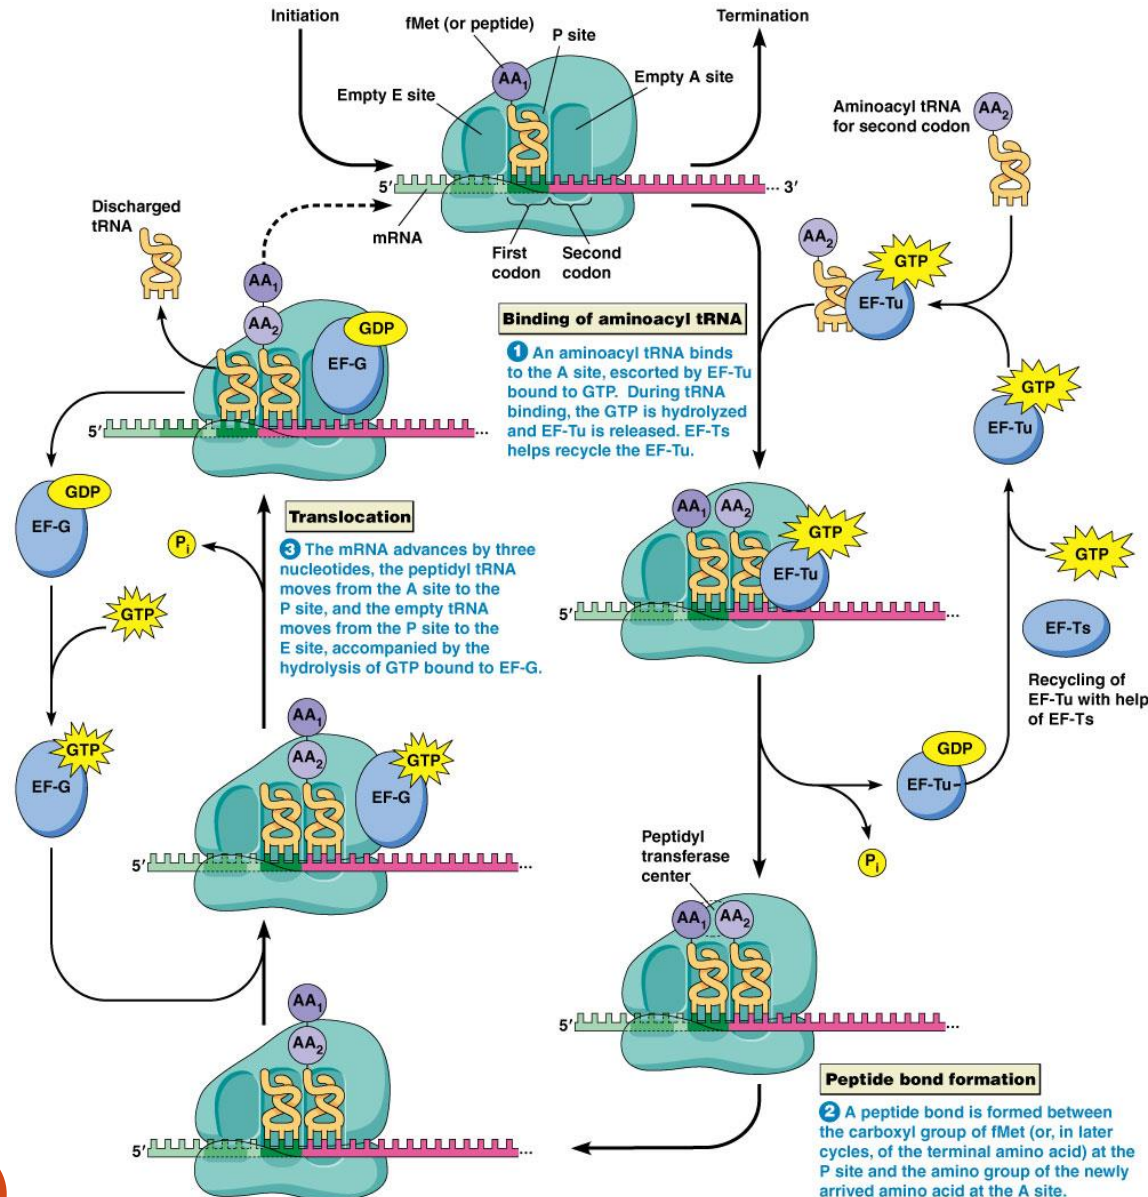 Initiation
fMet (or peptide)
P site
Termination
AA1
Empty E site
Empty A site
Aminoacyl tRNA
for second codon
AA2
5′
3′
mRNA
First
codon
Second
codon
Discharged
tRNA
AA1
AA2
EF-G
GDP
5′
AA2
GTP
EF-Tu
Binding of aminoacyl tRNA
1 An aminoacyl tRNA binds
to the A site, escorted by EF-Tu
bound to GTP. During tRNA
binding, the GTP is hydrolyzed
and EF-Tu is released. EF-Ts
helps recycle the EF-Tu.
GTP
EF-Tu
GDP
EF-G
Pi
Translocation
3 The mRNA advances by three
nucleotides, the peptidyl tRNA
moves from the A site to the
P site, and the empty tRNA
moves from the P site to the
E site, accompanied by the
hydrolysis of GTP bound to EF-G.
GTP
AA1
AA2
GTP
EF-Tu
5′
GTP
EF-Ts
Recycling of
EF-Tu with help
of EF-Ts
GTP
EF-G
AA1
AA2
GTP
EF-G
5′
GDP
EF-Tu
Pi
Peptidyl
transferase
center
AA1
AA2
5′
AA1
AA2
5′
Peptide bond formation
2 A peptide bond is formed between
the carboxyl group of fMet (or, in later
cycles, of the terminal amino acid) at the
P site and the amino group of the newly
arrived amino acid at the A site.